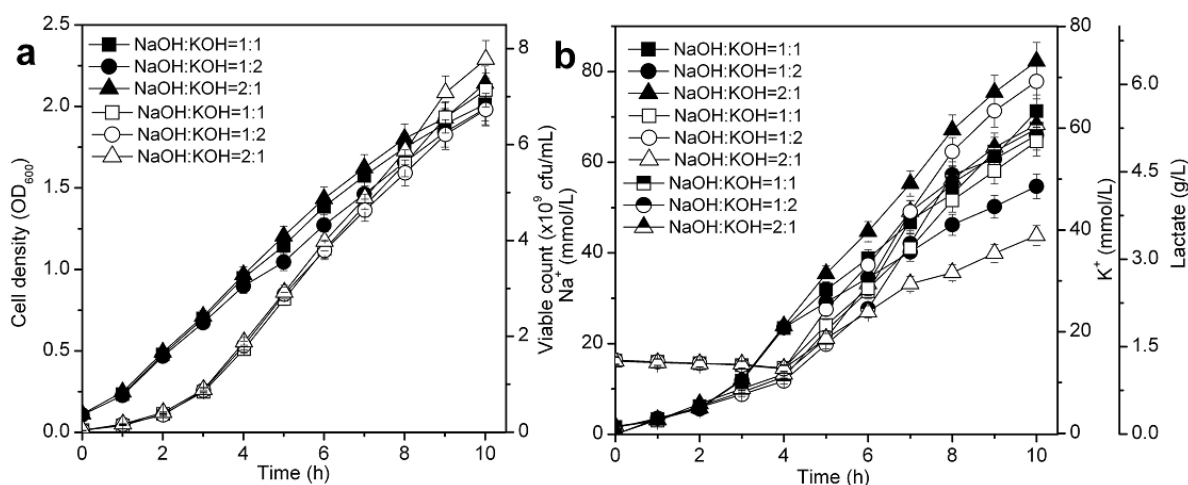 a
NaOH:KOH=1:1
NaOH:KOH=1:2
NaOH:KOH=2:1
NaOH:KOH=1:1
NaOH:KOH=1:2
NaOH:KOH=2:1
Cell density (OD600)
2.5
2.0
1.5
1.0
0.5
0.0
0 2 4 6 8 10
Time (h)
8
6
4
2
0
Viable count (x10⁹ cfu/mL)
b
NaOH:KOH=1:1
NaOH:KOH=1:2
NaOH:KOH=2:1
NaOH:KOH=1:1
NaOH:KOH=1:2
NaOH:KOH=2:1
NaOH:KOH=1:1
NaOH:KOH=1:2
NaOH:KOH=2:1
Na⁺ (mmol/L)
80
60
40
20
0
0 2 4 6 8 10
Time (h)
80
60
40
20
0
K⁺ (mmol/L)
6.0
4.5
3.0
1.5
0.0
Lactate (g/L)